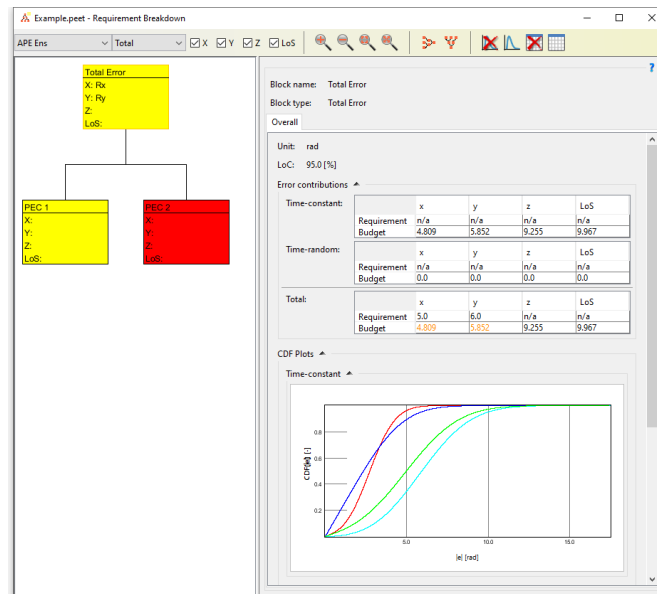 Example.peet - Requirement Breakdown
APE Ens Total X Y Z LoS
Total Error
X: Rx
Y: Ry
Z:
LoS:
PEC 1
X:
Y:
Z:
LoS:
PEC 2
X:
Y:
Z:
LoS:
?
Block name: Total Error
Block type: Total Error
Overall
Unit: rad
LoC: 95.0 [%]
Error contributions
Time-constant:
x y z LoS
Requirement n/a n/a n/a n/a
Budget 4.809 5.852 9.255 9.967
Time-random:
x y z LoS
Requirement n/a n/a n/a n/a
Budget 0.0 0.0 0.0 0.0
Total:
x y z LoS
Requirement 5.0 6.0 n/a n/a
Budget 4.809 5.852 9.255 9.967
CDF Plots
Time-constant
0.8
0.6
0.4
0.2
5.0 10.0 15.0
|e| [rad]